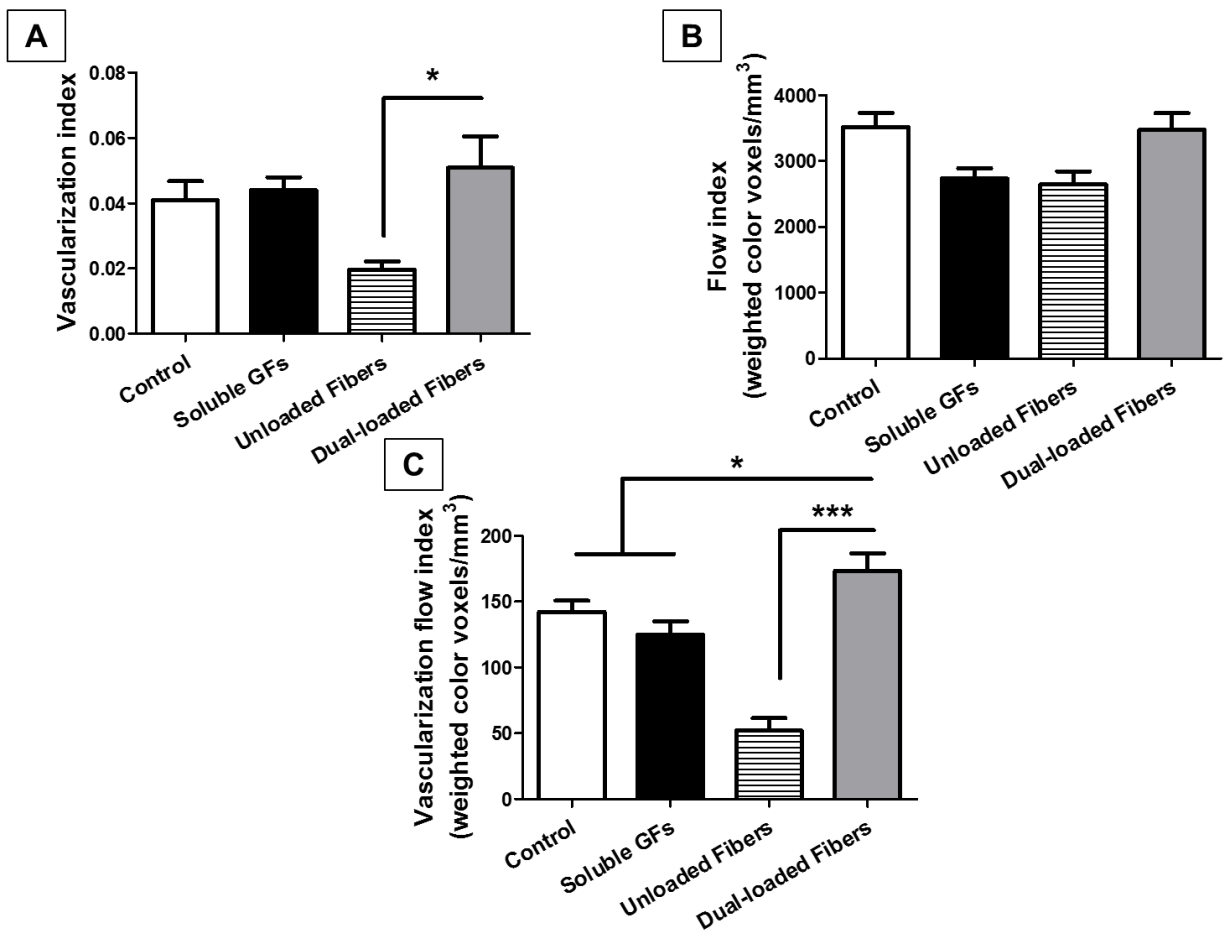 A
Vascularization index
0.08
0.06
0.04
0.02
0.00
*
Control
Soluble GFs
Unloaded Fibers
Dual-loaded Fibers
B
Flow index
(weighted color voxels/mm³)
4000
3000
2000
1000
0
Control
Soluble GFs
Unloaded Fibers
Dual-loaded Fibers
C
Vascularization flow index
(weighted color voxels/mm³)
200
150
100
50
0
*
***
Control
Soluble GFs
Unloaded Fibers
Dual-loaded Fibers